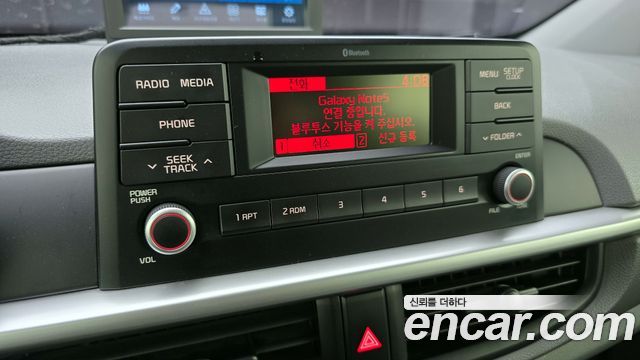 Bluetooth
RADIO MEDIA
PHONE
SEEK
TRACK
POWER
PUSH
VOL
전화 4:08
Galaxy Note5
연결 중입니다.
블루투스 기능을 켜 주십시오.
1 취소 2 신규 등록
1 RPT 2 RDM 3 4 5 6
MENU SETUP
CLOCK
BACK
FOLDER
ENTER
FILE TUNE
신뢰를 더하다
encar.com